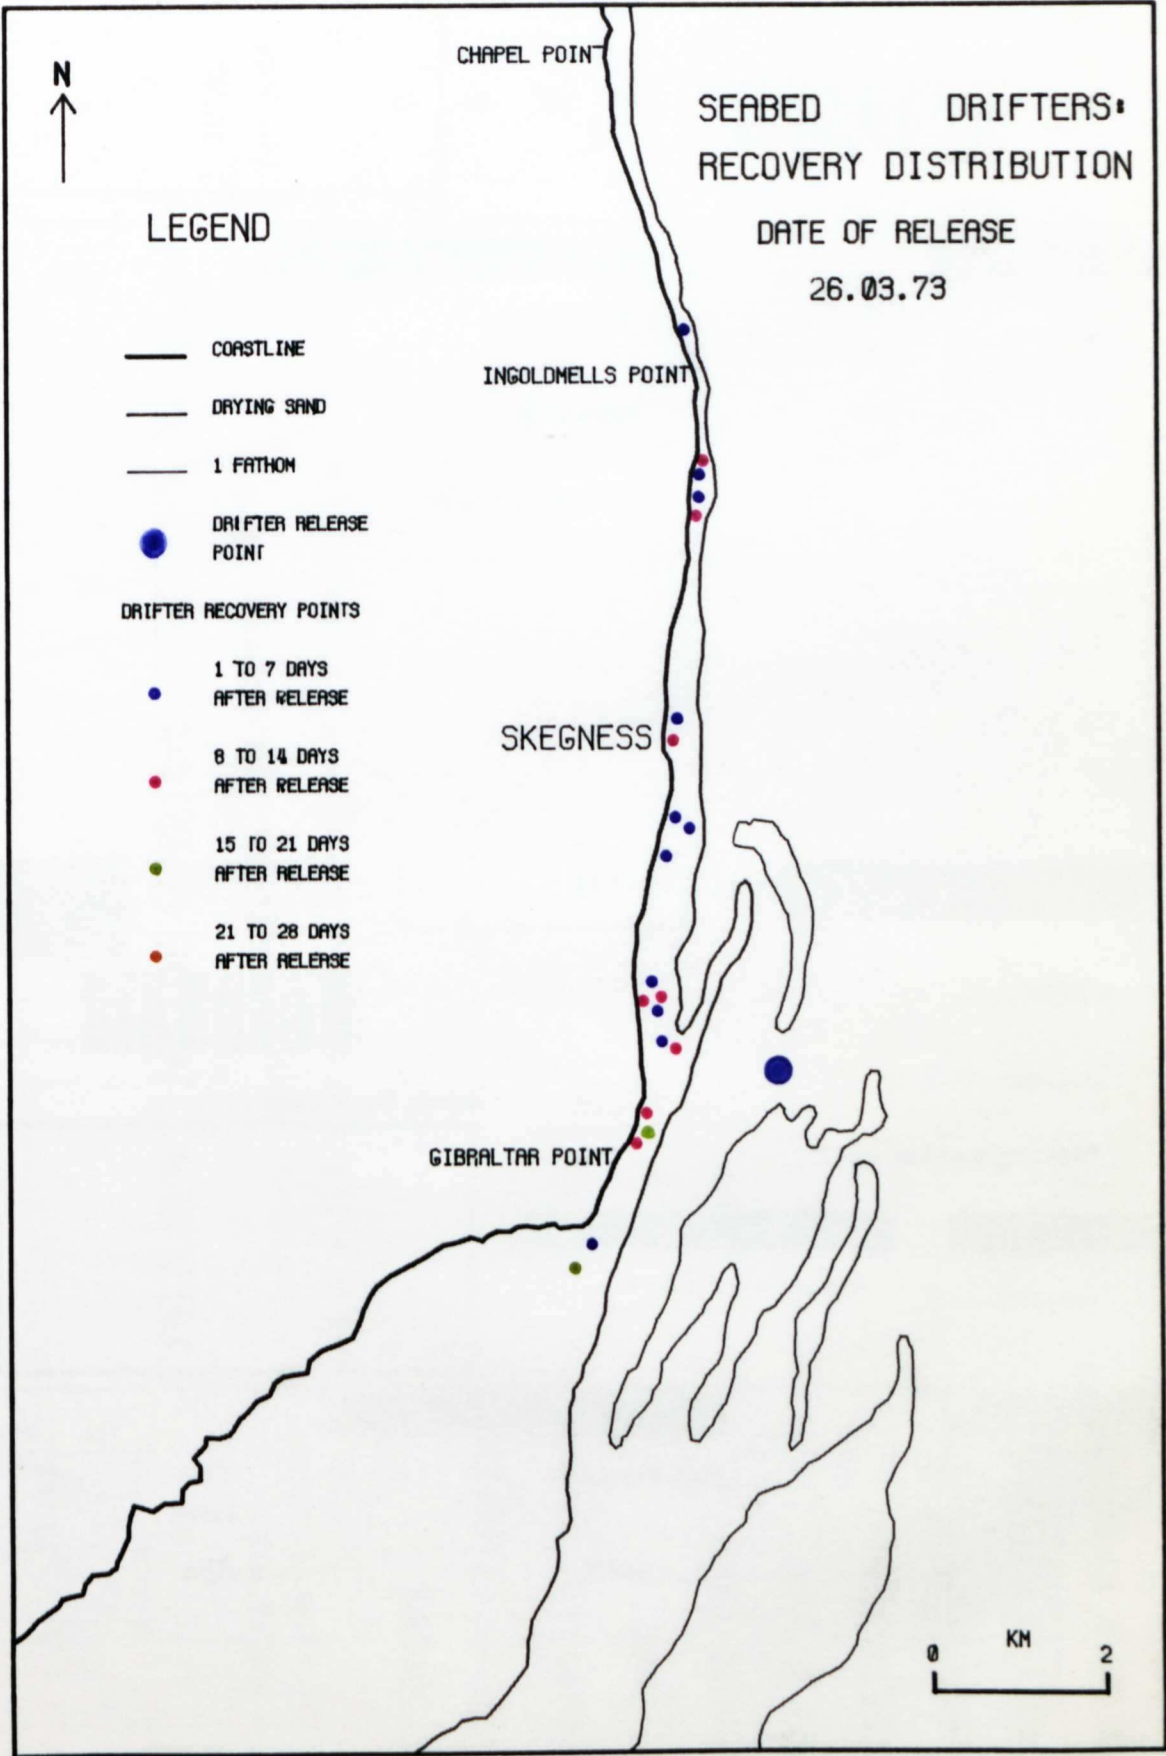 CHAPEL POINT
N
SEABED DRIFTERS:
RECOVERY DISTRIBUTION
DATE OF RELEASE
26.03.73
LEGEND
COASTLINE
INGOLDMELLS POINT
DRYING SAND
1 FATHOM
DRIFTER RELEASE
POINT
DRIFTER RECOVERY POINTS
1 TO 7 DAYS
AFTER RELEASE
SKEGNESS
8 TO 14 DAYS
AFTER RELEASE
15 TO 21 DAYS
AFTER RELEASE
21 TO 28 DAYS
AFTER RELEASE
GIBRALTAR POINT
KM
0 2